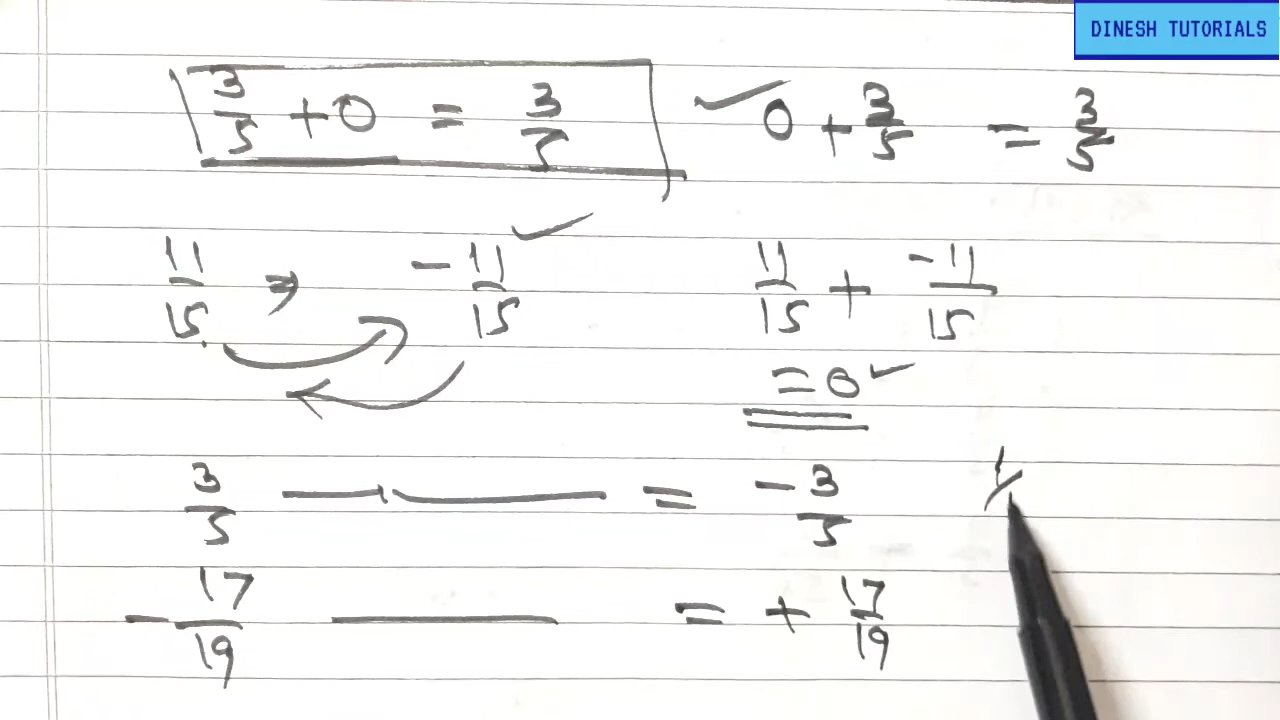 DINESH TUTORIALS
3/5 + 0 = 3/5 ✓ 0 + 3/5 = 3/5
11/15 ⇒ -11/15 ✓ 11/15 + -11/15
= 0 ✓
3/5 —— = -3/5
-17/19 —— = +17/19